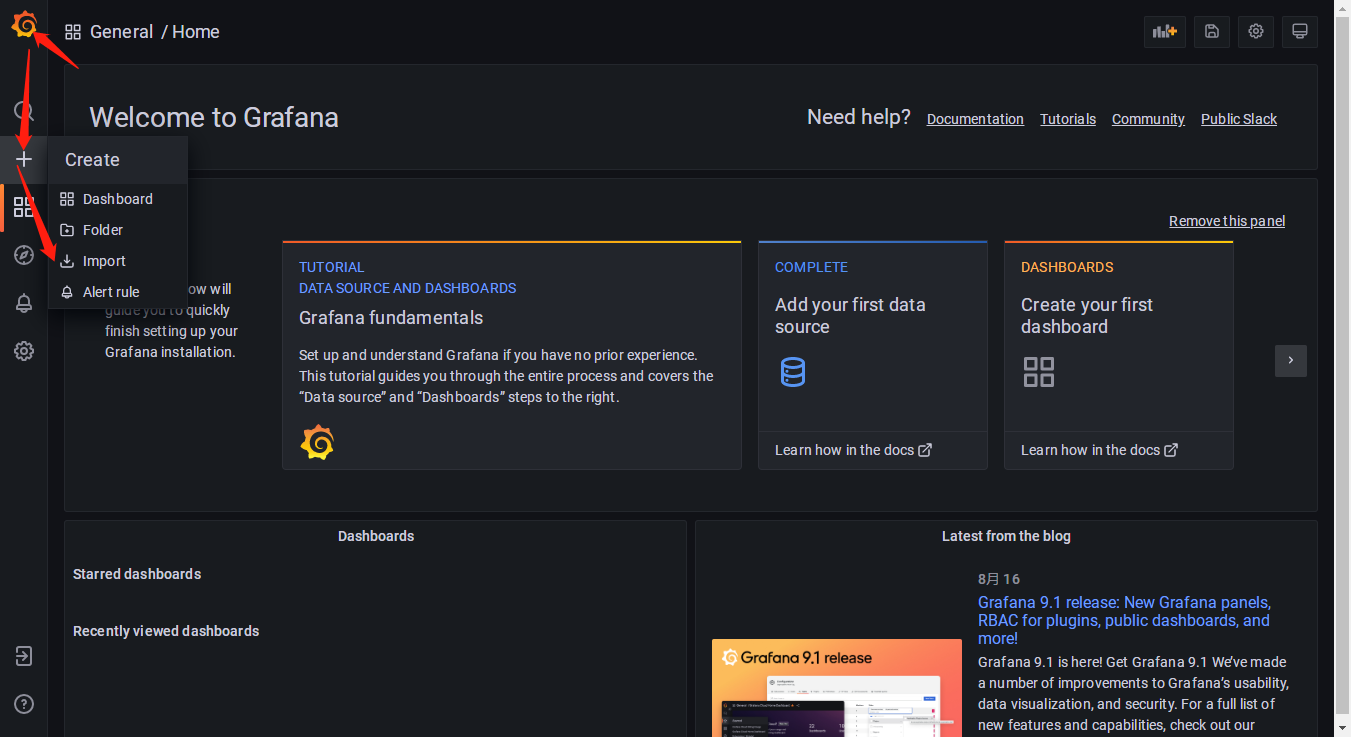 General / Home
Welcome to Grafana
Need help?
Documentation
Tutorials
Community
Public Slack
Create
Dashboard
Folder
Import
Alert rule
Remove this panel
ow will
guide you to quickly
finish setting up your
Grafana installation.
TUTORIAL
DATA SOURCE AND DASHBOARDS
Grafana fundamentals
Set up and understand Grafana if you have no prior experience.
This tutorial guides you through the entire process and covers the
“Data source” and “Dashboards” steps to the right.
COMPLETE
Add your first data
source
Learn how in the docs
DASHBOARDS
Create your first
dashboard
Learn how in the docs
Dashboards
Starred dashboards
Recently viewed dashboards
Latest from the blog
8月 16
Grafana 9.1 release: New Grafana panels,
RBAC for plugins, public dashboards, and
more!
Grafana 9.1 is here! Get Grafana 9.1 We’ve made
a number of improvements to Grafana’s usability,
data visualization, and security. For a full list of
new features and capabilities, check out our
Grafana 9.1 release